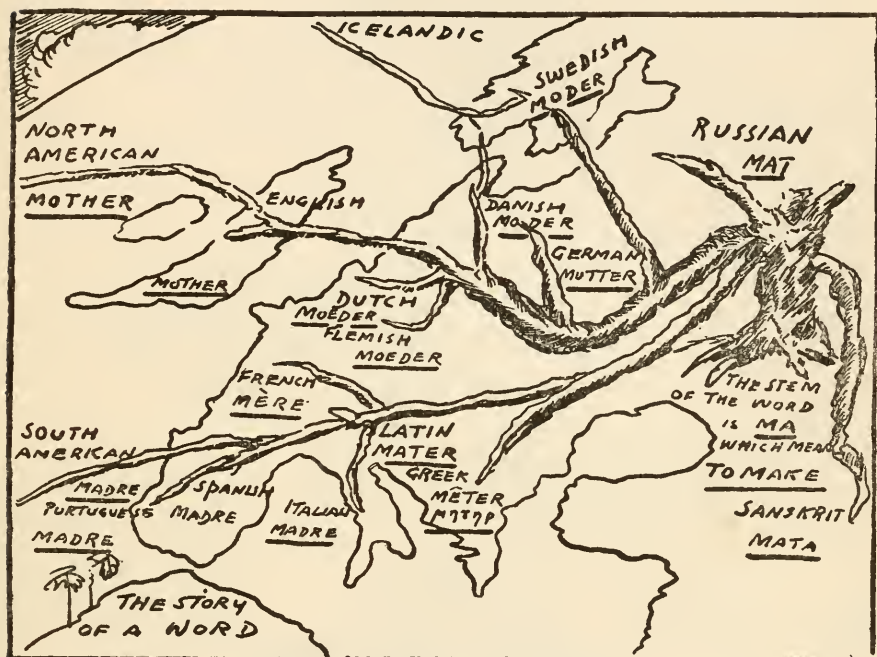 ICELANDIC
SWEDISH
MODER
NORTH
AMERICAN
MOTHER
ENGLISH
MOTHER
RUSSIAN
MAT
DANISH
MODER
GERMAN
MUTTER
DUTCH
MOEDER
FLEMISH
MOEDER
FRENCH
MÈRE
SOUTH
AMERICAN
MADRE
PORTUGUESE
MADRE
SPANISH
MADRE
ITALIAN
MADRE
LATIN
MATER
GREEK
MÊTER
THE STEM
OF THE WORD
IS MA
WHICH MEAN
TO MAKE
SANSKRIT
MATA
THE STORY
OF A WORD